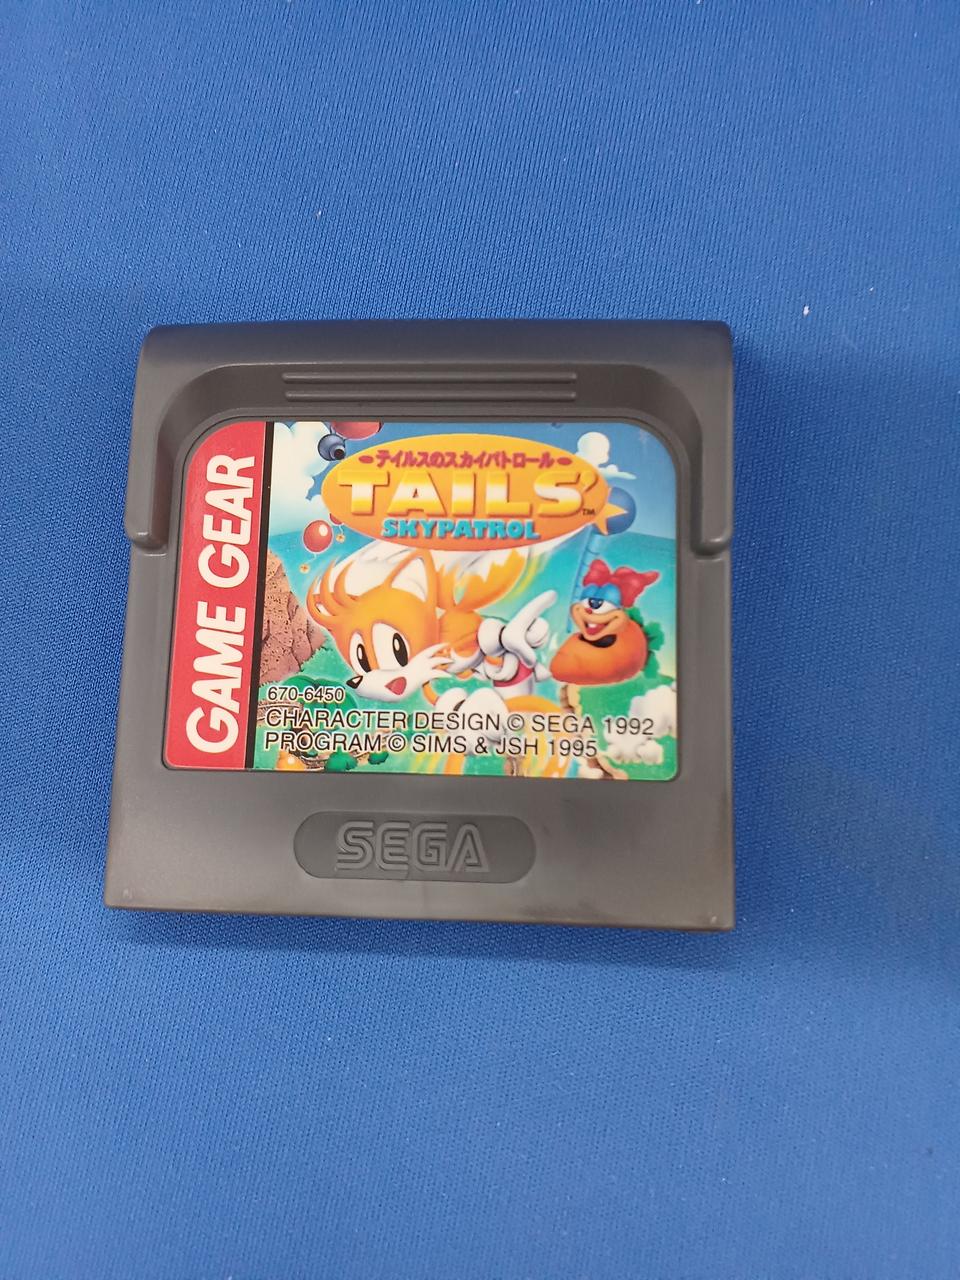 GAME GEAR
テイルスのスカイパトロール
TAILS'™
SKYPATROL
670-6450
CHARACTER DESIGN © SEGA 1992
PROGRAM © SIMS & JSH 1995
SEGA